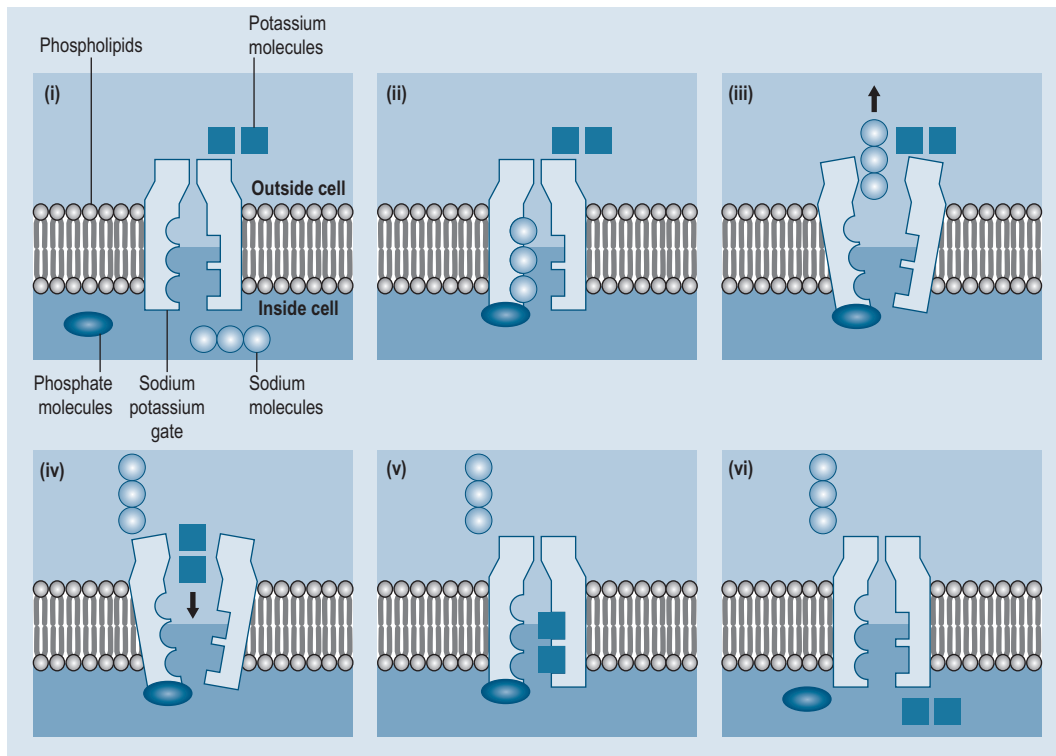 Phospholipids
Potassium
molecules
(i)
(ii)
(iii)
Outside cell
Inside cell
Phosphate
molecules
Sodium
potassium
gate
Sodium
molecules
(iv)
(v)
(vi)